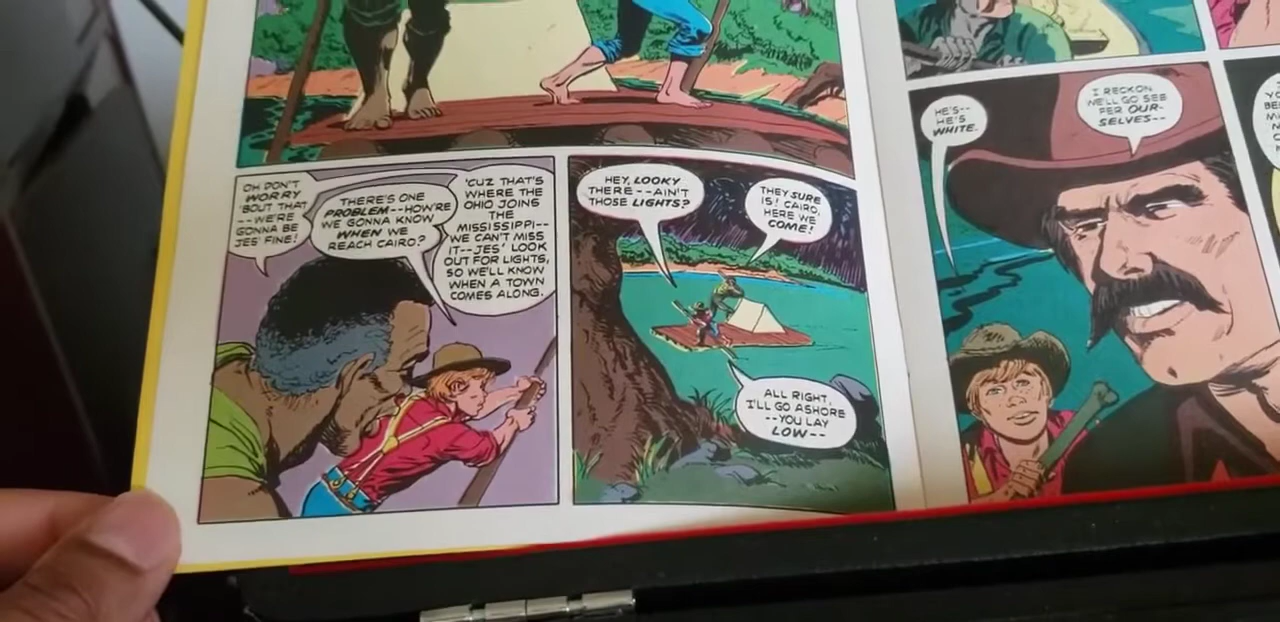 OH DON'T
WORRY
'BOUT THAT
--WE'RE
GONNA BE
JES' FINE!
THERE'S ONE
PROBLEM--HOW'RE
WE GONNA KNOW
WHEN WE
REACH CAIRO?
'CUZ THAT'S
WHERE THE
OHIO JOINS
THE
MISSISSIPPI--
WE CAN'T MISS
IT--JES' LOOK
OUT FOR LIGHTS,
SO WE'LL KNOW
WHEN A TOWN
COMES ALONG.
HEY, LOOKY
THERE--AIN'T
THOSE LIGHTS?
THEY SURE
IS! CAIRO,
HERE WE
COME!
ALL RIGHT,
I'LL GO ASHORE
--YOU LAY
LOW--
HE'S--
HE'S
WHITE.
I RECKON
WE'LL GO SEE
FER OUR-
SELVES--